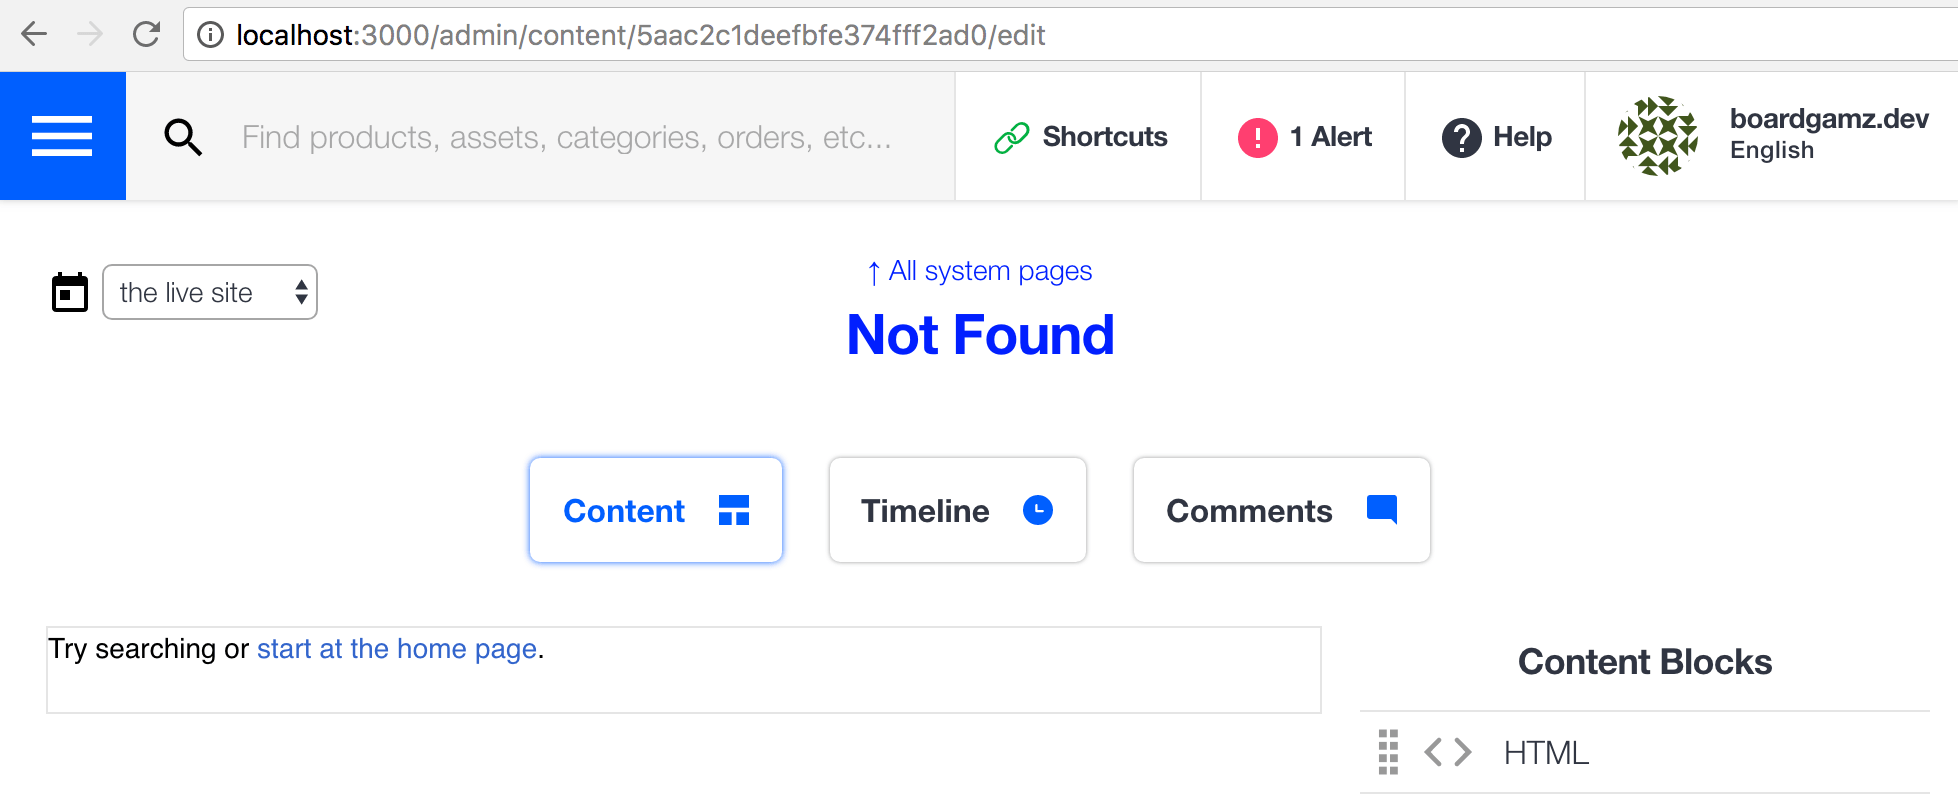 localhost:3000/admin/content/5aac2c1deefbfe374fff2ad0/edit
Find products, assets, categories, orders, etc...
Shortcuts
1 Alert
Help
boardgamz.dev
English
the live site
↑ All system pages
Not Found
Content
Timeline
Comments
Try searching or start at the home page.
Content Blocks
HTML